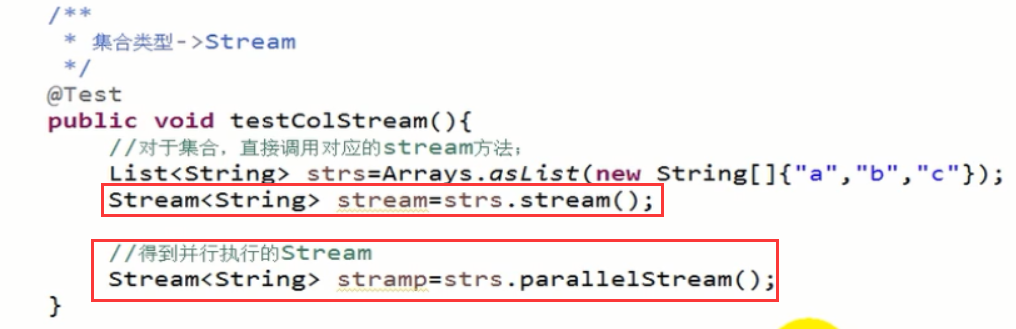 /**
 * 集合类型->Stream
 */
@Test
public void testColStream(){
//对于集合，直接调用对应的stream方法；
List<String> strs=Arrays.asList(new String[]{"a","b","c"});
Stream<String> stream=strs.stream();
//得到并行执行的Stream
Stream<String> stramp=strs.parallelStream();
}